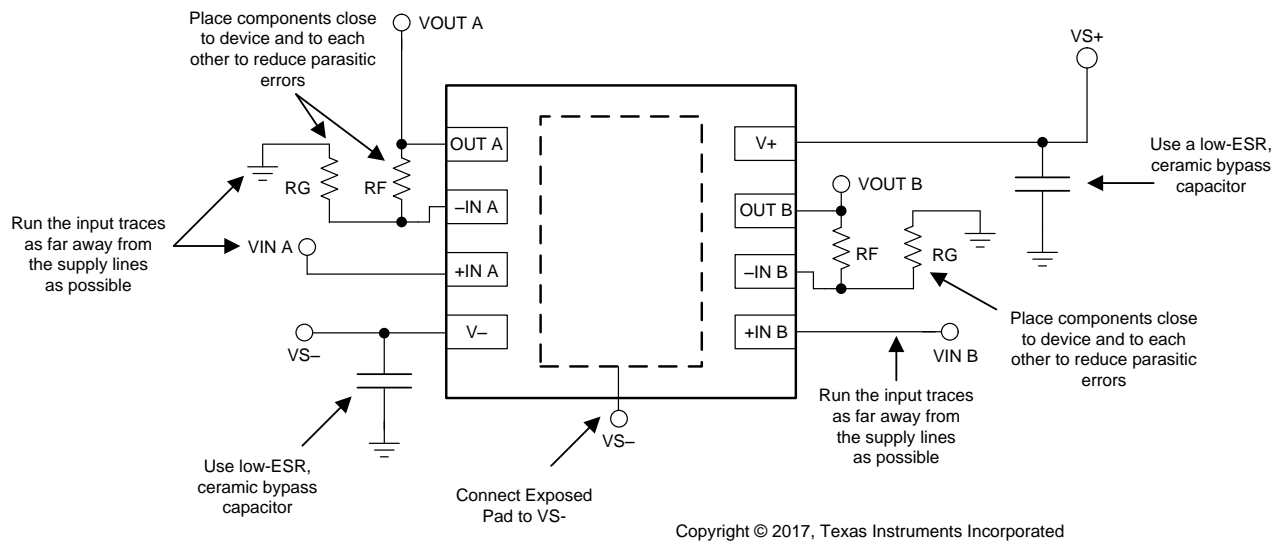 Place components close
to device and to each
other to reduce parasitic
errors
VOUT A
VS+
OUT A
V+
Use a low-ESR,
ceramic bypass
capacitor
RG
RF
VOUT B
–IN A
OUT B
Run the input traces
as far away from
the supply lines
as possible
VIN A
RF
RG
+IN A
–IN B
Place components close
to device and to each
other to reduce parasitic
errors
V–
+IN B
VS–
VIN B
Run the input traces
as far away from
the supply lines
as possible
VS–
Use low-ESR,
ceramic bypass
capacitor
Connect Exposed
Pad to VS-
Copyright © 2017, Texas Instruments Incorporated